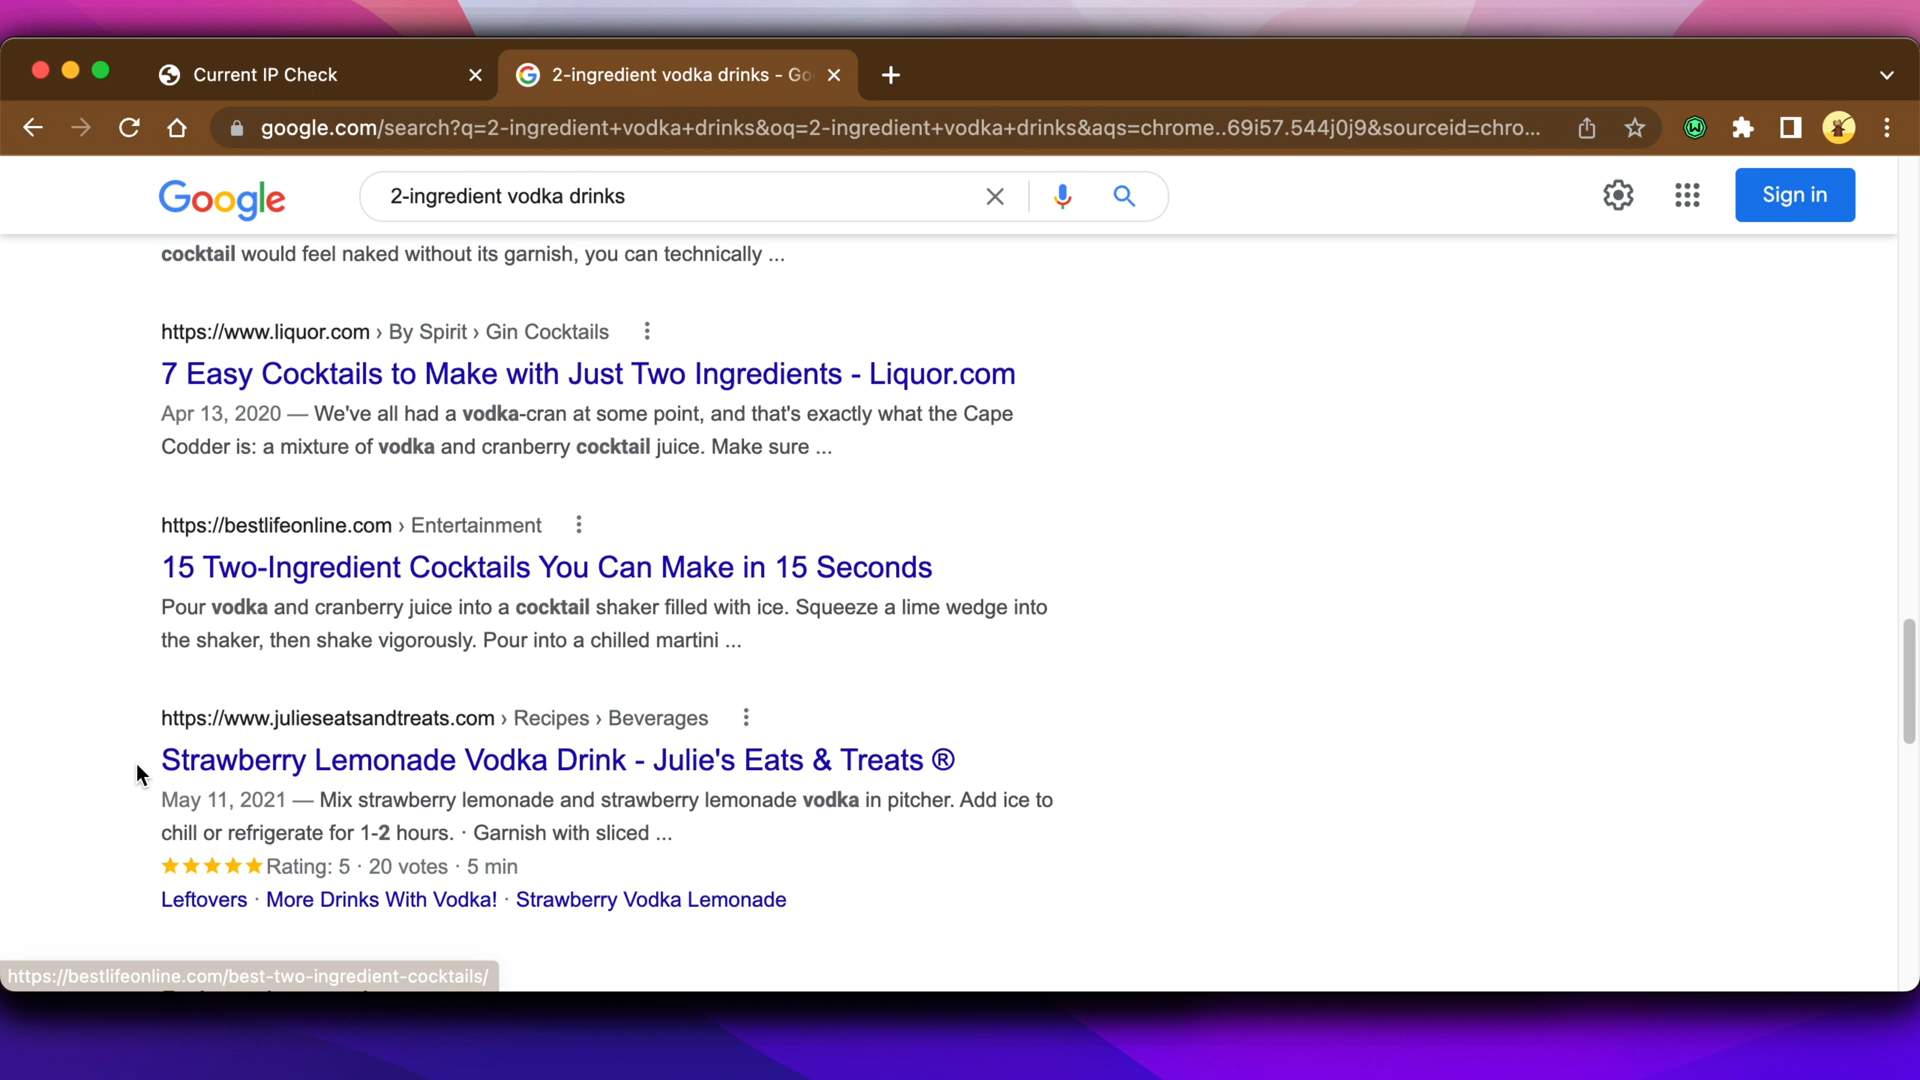 Current IP Check
2-ingredient vodka drinks - Go
google.com/search?q=2-ingredient+vodka+drinks&oq=2-ingredient+vodka+drinks&aqs=chrome..69i57.544j0j9&sourceid=chro...
Google
2-ingredient vodka drinks
Sign in
cocktail would feel naked without its garnish, you can technically ...
https://www.liquor.com › By Spirit › Gin Cocktails
7 Easy Cocktails to Make with Just Two Ingredients - Liquor.com
Apr 13, 2020 — We've all had a vodka-cran at some point, and that's exactly what the Cape
Codder is: a mixture of vodka and cranberry cocktail juice. Make sure ...
https://bestlifeonline.com › Entertainment
15 Two-Ingredient Cocktails You Can Make in 15 Seconds
Pour vodka and cranberry juice into a cocktail shaker filled with ice. Squeeze a lime wedge into
the shaker, then shake vigorously. Pour into a chilled martini ...
https://www.julieseatsandtreats.com › Recipes › Beverages
Strawberry Lemonade Vodka Drink - Julie's Eats & Treats ®
May 11, 2021 — Mix strawberry lemonade and strawberry lemonade vodka in pitcher. Add ice to
chill or refrigerate for 1-2 hours. · Garnish with sliced ...
Rating: 5 · 20 votes · 5 min
Leftovers · More Drinks With Vodka! · Strawberry Vodka Lemonade
https://bestlifeonline.com/best-two-ingredient-cocktails/